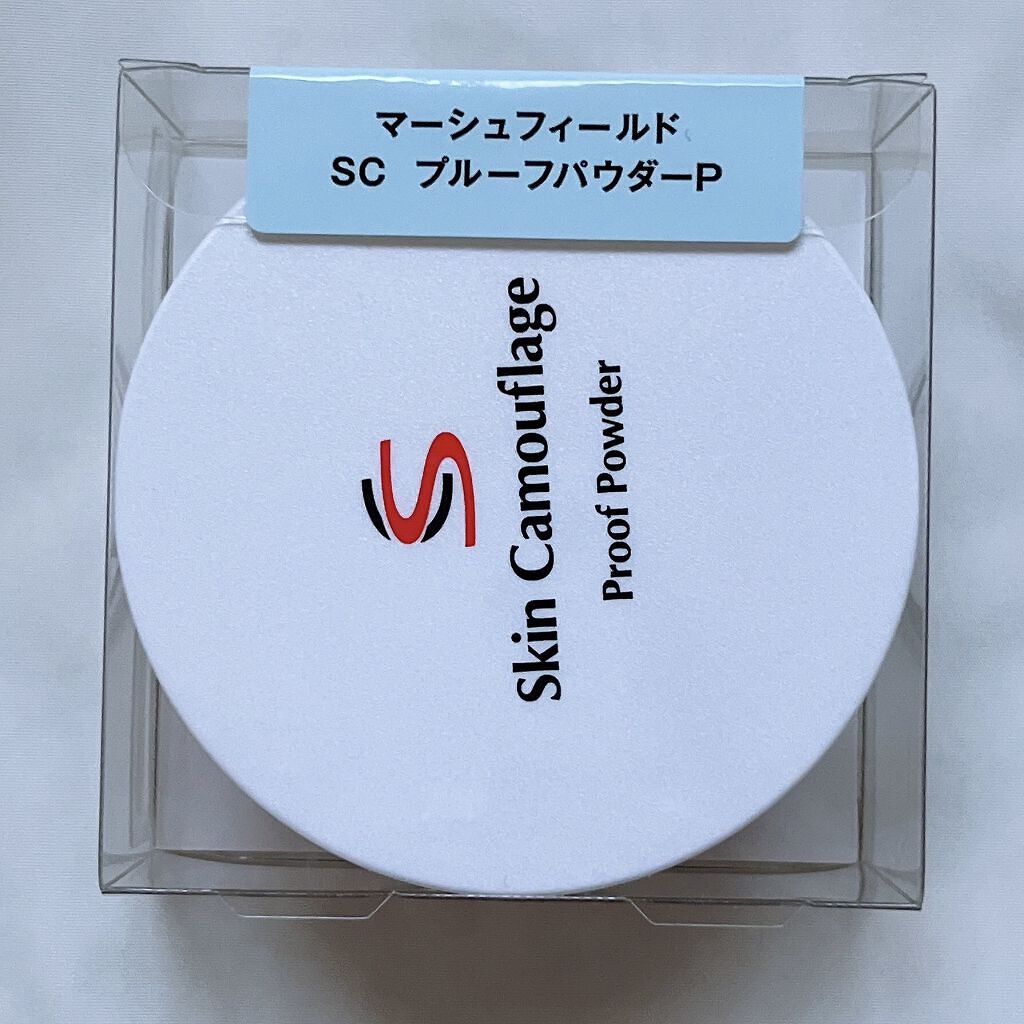 マーシュフィールド
SC プルーフパウダーP
Skin Camouflage
Proof Powder